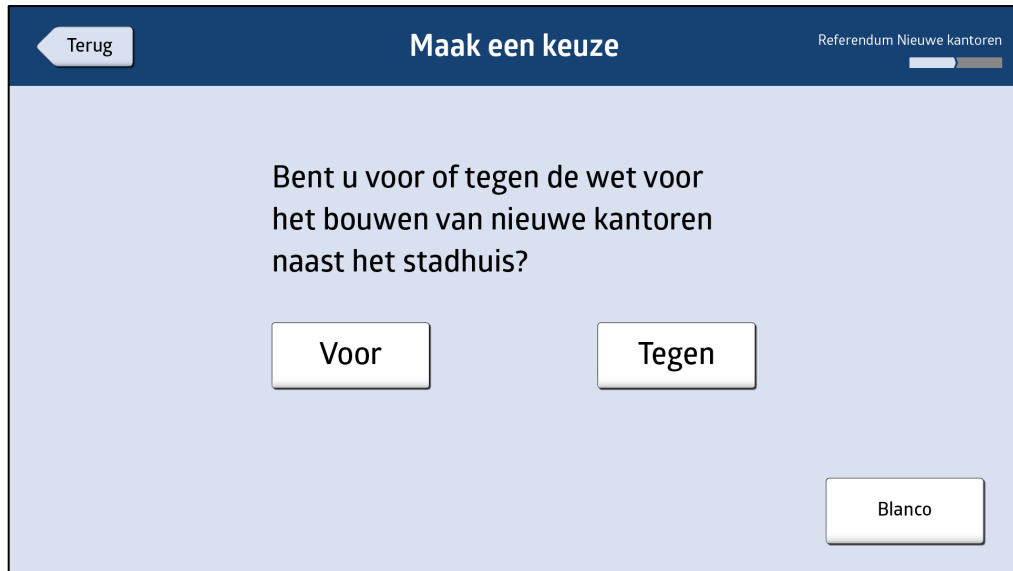 Terug
Maak een keuze
Referendum Nieuwe kantoren
Bent u voor of tegen de wet voor
het bouwen van nieuwe kantoren
naast het stadhuis?
Voor
Tegen
Blanco